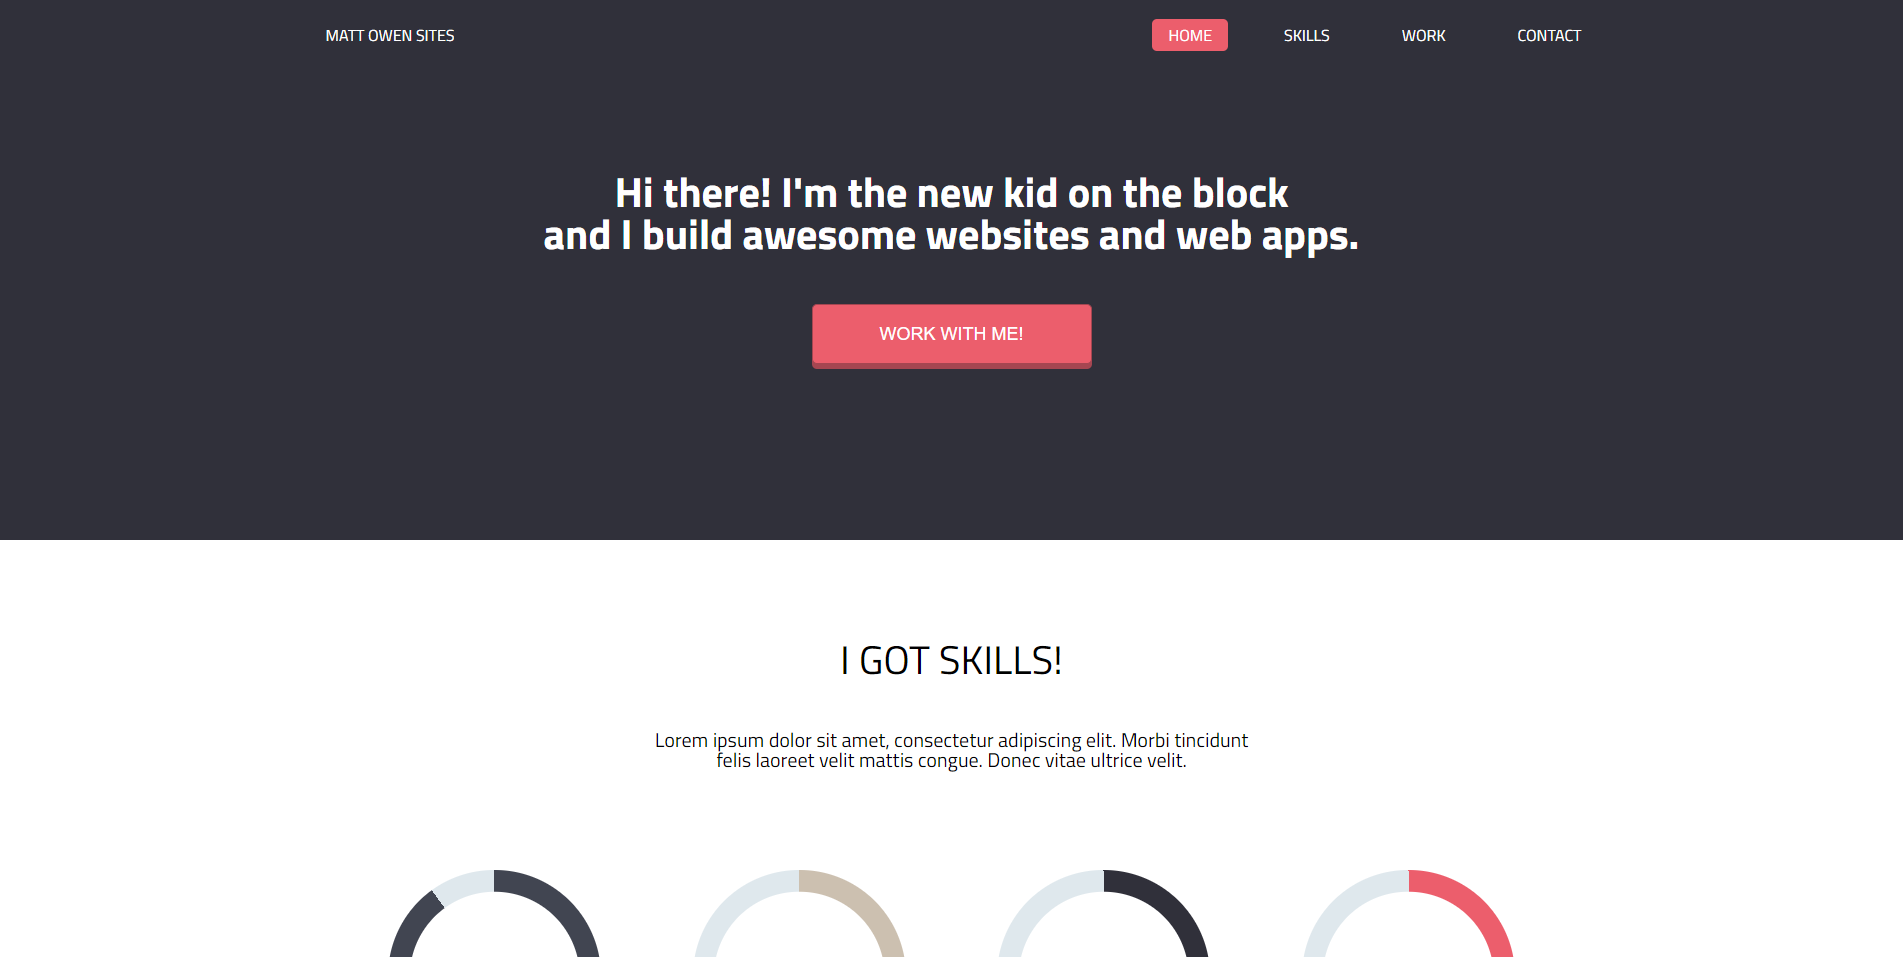 MATT OWEN SITES
HOME
SKILLS
WORK
CONTACT
Hi there! I'm the new kid on the block
and I build awesome websites and web apps.
WORK WITH ME!
I GOT SKILLS!
Lorem ipsum dolor sit amet, consectetur adipiscing elit. Morbi tincidunt
felis laoreet velit mattis congue. Donec vitae ultrice velit.